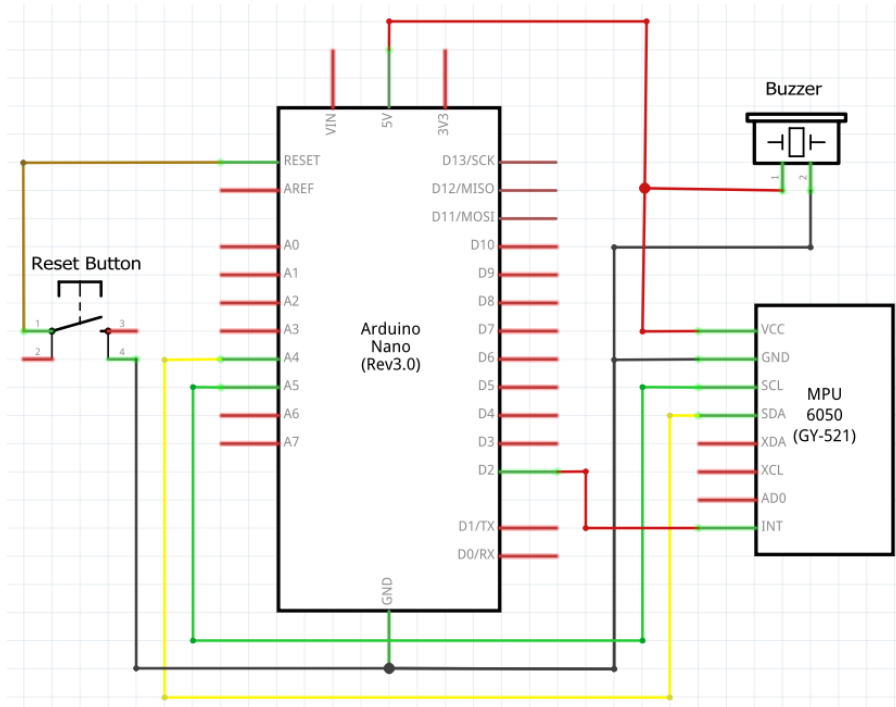 Buzzer
VIN
5V
3V3
1
2
RESET
AREF
A0
A1
A2
A3
A4
A5
A6
A7
D13/SCK
D12/MISO
D11/MOSI
D10
D9
D8
D7
D6
D5
D4
D3
D2
D1/TX
D0/RX
Arduino
Nano
(Rev3.0)
GND
Reset Button
1
3
2
4
VCC
GND
SCL
SDA
XDA
XCL
AD0
INT
MPU
6050
(GY-521)